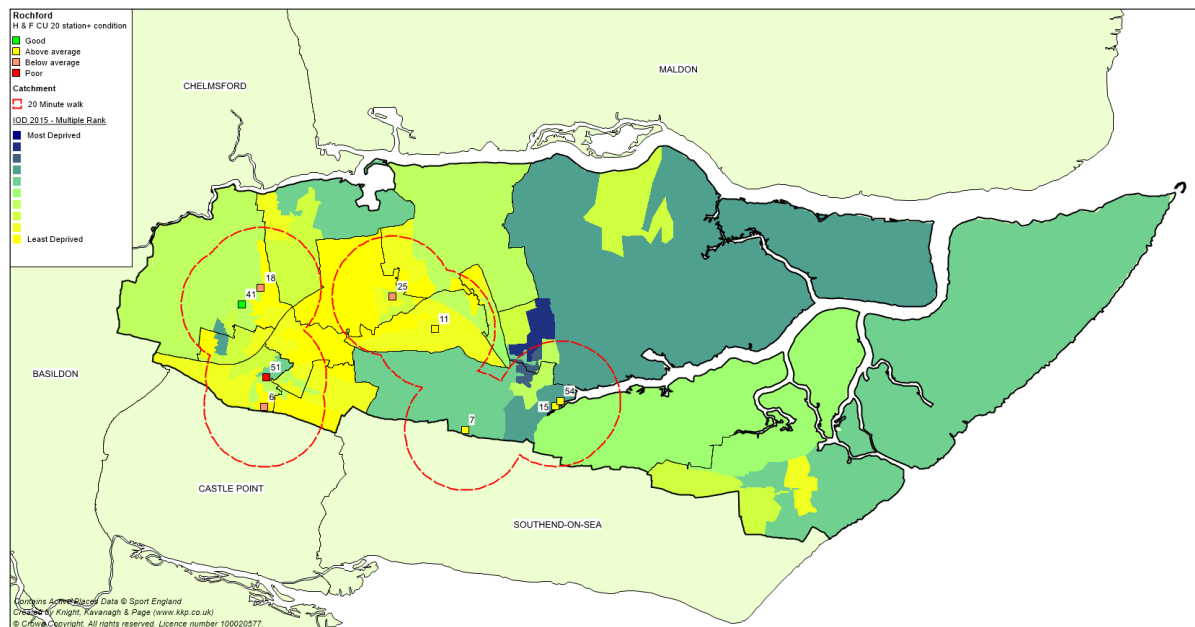 Rochford
H & F CU 20 station+ condition
Good
Above average
Below average
Poor
Catchment
20 Minute walk
IOD 2015 - Multiple Rank
Most Deprived
Least Deprived
CHELMSFORD
MALDON
18
41
25
11
BASILDON
51
6
54
15
7
CASTLE POINT
SOUTHEND-ON-SEA
Contains Active Places Data © Sport England
Created by Knight, Kavanagh & Page (www.kkp.co.uk)
© Crown Copyright. All rights reserved. Licence number 100020577.